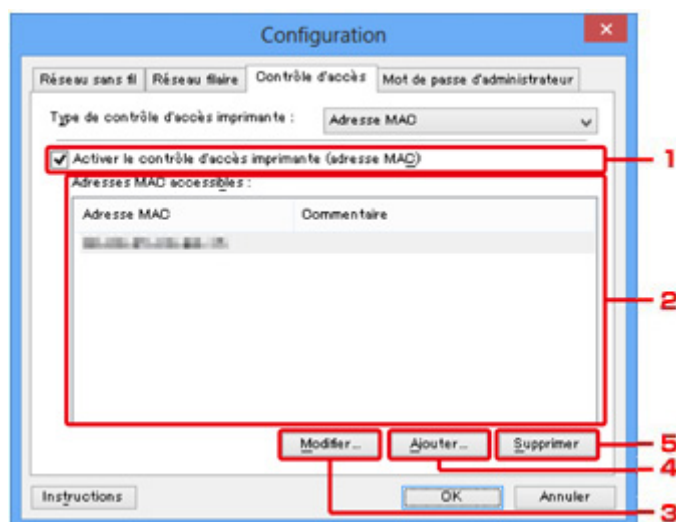 Configuration
Réseau sans fil Réseau filaire Contrôle d'accès Mot de passe d'administrateur
Type de contrôle d'accès imprimante : Adresse MAC
Activer le contrôle d'accès imprimante (adresse MAC) 1
Adresses MAC accessibles :
Adresse MAC Commentaire
2
Modifier... Ajouter... Supprimer 5
4
Instructions OK Annuler
3